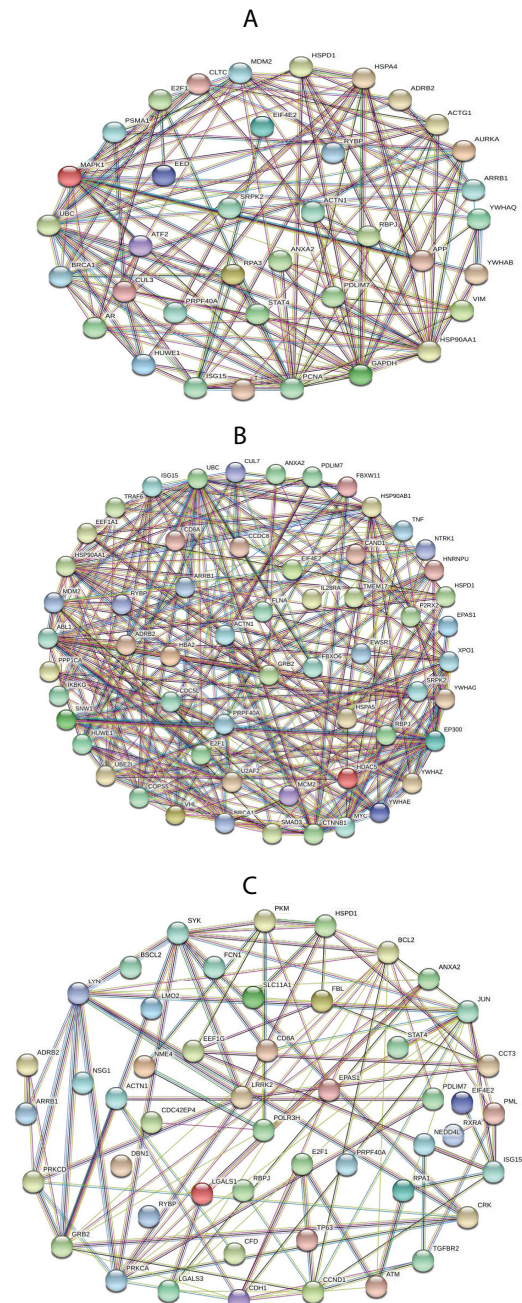 A
HSPD1
MDM2
HSPA4
CLTC
ADRB2
E2F1
ACTG1
EIF4E2
PSMA1
RYBP
AURKA
MAPK1
EED
ARRB1
SRPK2
ACTN1
YWHAQ
UBC
RBPJ
ATF2
APP
BRCA1
RPA3
ANXA2
YWHAB
CUL3
PDLIM7
PRPF40A
STAT4
VIM
AR
HSP90AA1
HUWE1
GAPDH
ISG15
T
PCNA
B
UBC
CUL7
ANXA2
PDLIM7
ISG15
FBXW11
TRAF6
HSP90AB1
TNF
EEF1A1
CD8A
CCDC8
NTRK1
CAND1
HSP90AA1
EIF4E2
HNRNPU
ARRB1
HSPD1
MDM2
RYBP
IL28RA
TMEM17
FLNA
P2RX2
ABL1
ACTN1
EPAS1
ADRB2
HBA2
EWSR1
PPP1CA
GRB2
FBXO6
XPO1
IKBKG
CDC5L
SRPK2
YWHAG
SNW1
PRPF40A
HSPA5
RBPJ
HUWE1
E2F1
EP300
UBE2I
U2AF2
HDAC5
YWHAZ
COPS5
MCM2
VHL
YWHAE
BRCA1
SMAD3
CTNNB1
MYC
C
PKM
HSPD1
SYK
BCL2
BSCL2
FCN1
ANXA2
LYN
SLC11A1
FBL
LMO2
JUN
STAT4
EEF1G
CD8A
ADRB2
NME4
CCT3
NSG1
ACTN1
LRRK2
EPAS1
PDLIM7
EIF4E2
ARRB1
PML
CDC42EP4
POLR3H
RXRA
NEDD4L
DBN1
E2F1
PRPF40A
ISG15
PRKCD
LGALS1
RBPJ
RPA1
RYBP
CRK
TP63
GRB2
CFD
TGFBR2
PRKCA
LGALS3
CDH1
CCND1
ATM